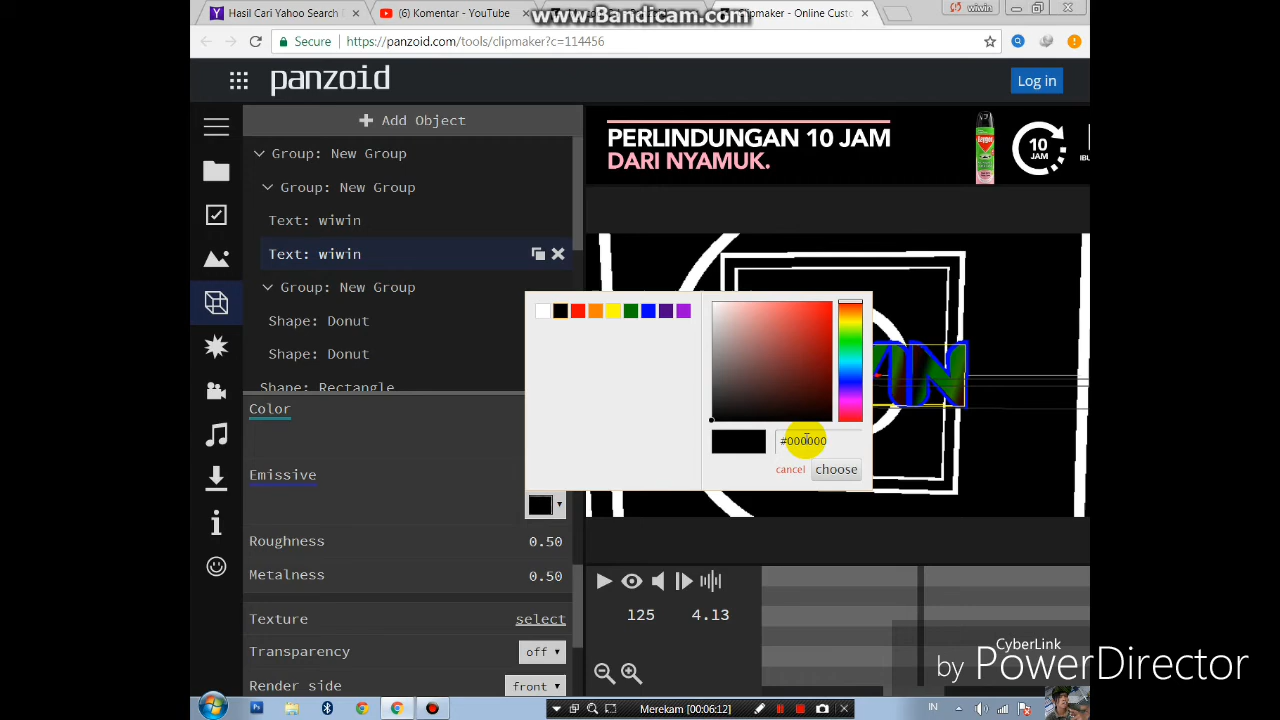 Hasil Cari Yahoo Search
(6) Komentar - YouTube
Clipmaker - Online Custo
wiwin
www.Bandicam.com
Secure
https://panzoid.com/tools/clipmaker?c=114456
panzoid
Log in
Add Object
Group: New Group
Group: New Group
Text: wiwin
Text: wiwin
Group: New Group
Shape: Donut
Shape: Donut
Shape: Rectangle
PERLINDUNGAN 10 JAM
DARI NYAMUK.
10
JAM
#000000
cancel
choose
Color
Emissive
Roughness
0.50
Metalness
0.50
Texture
select
Transparency
off
Render side
front
125
4.13
CyberLink
by PowerDirector
Merekam [00:06:12]
IN